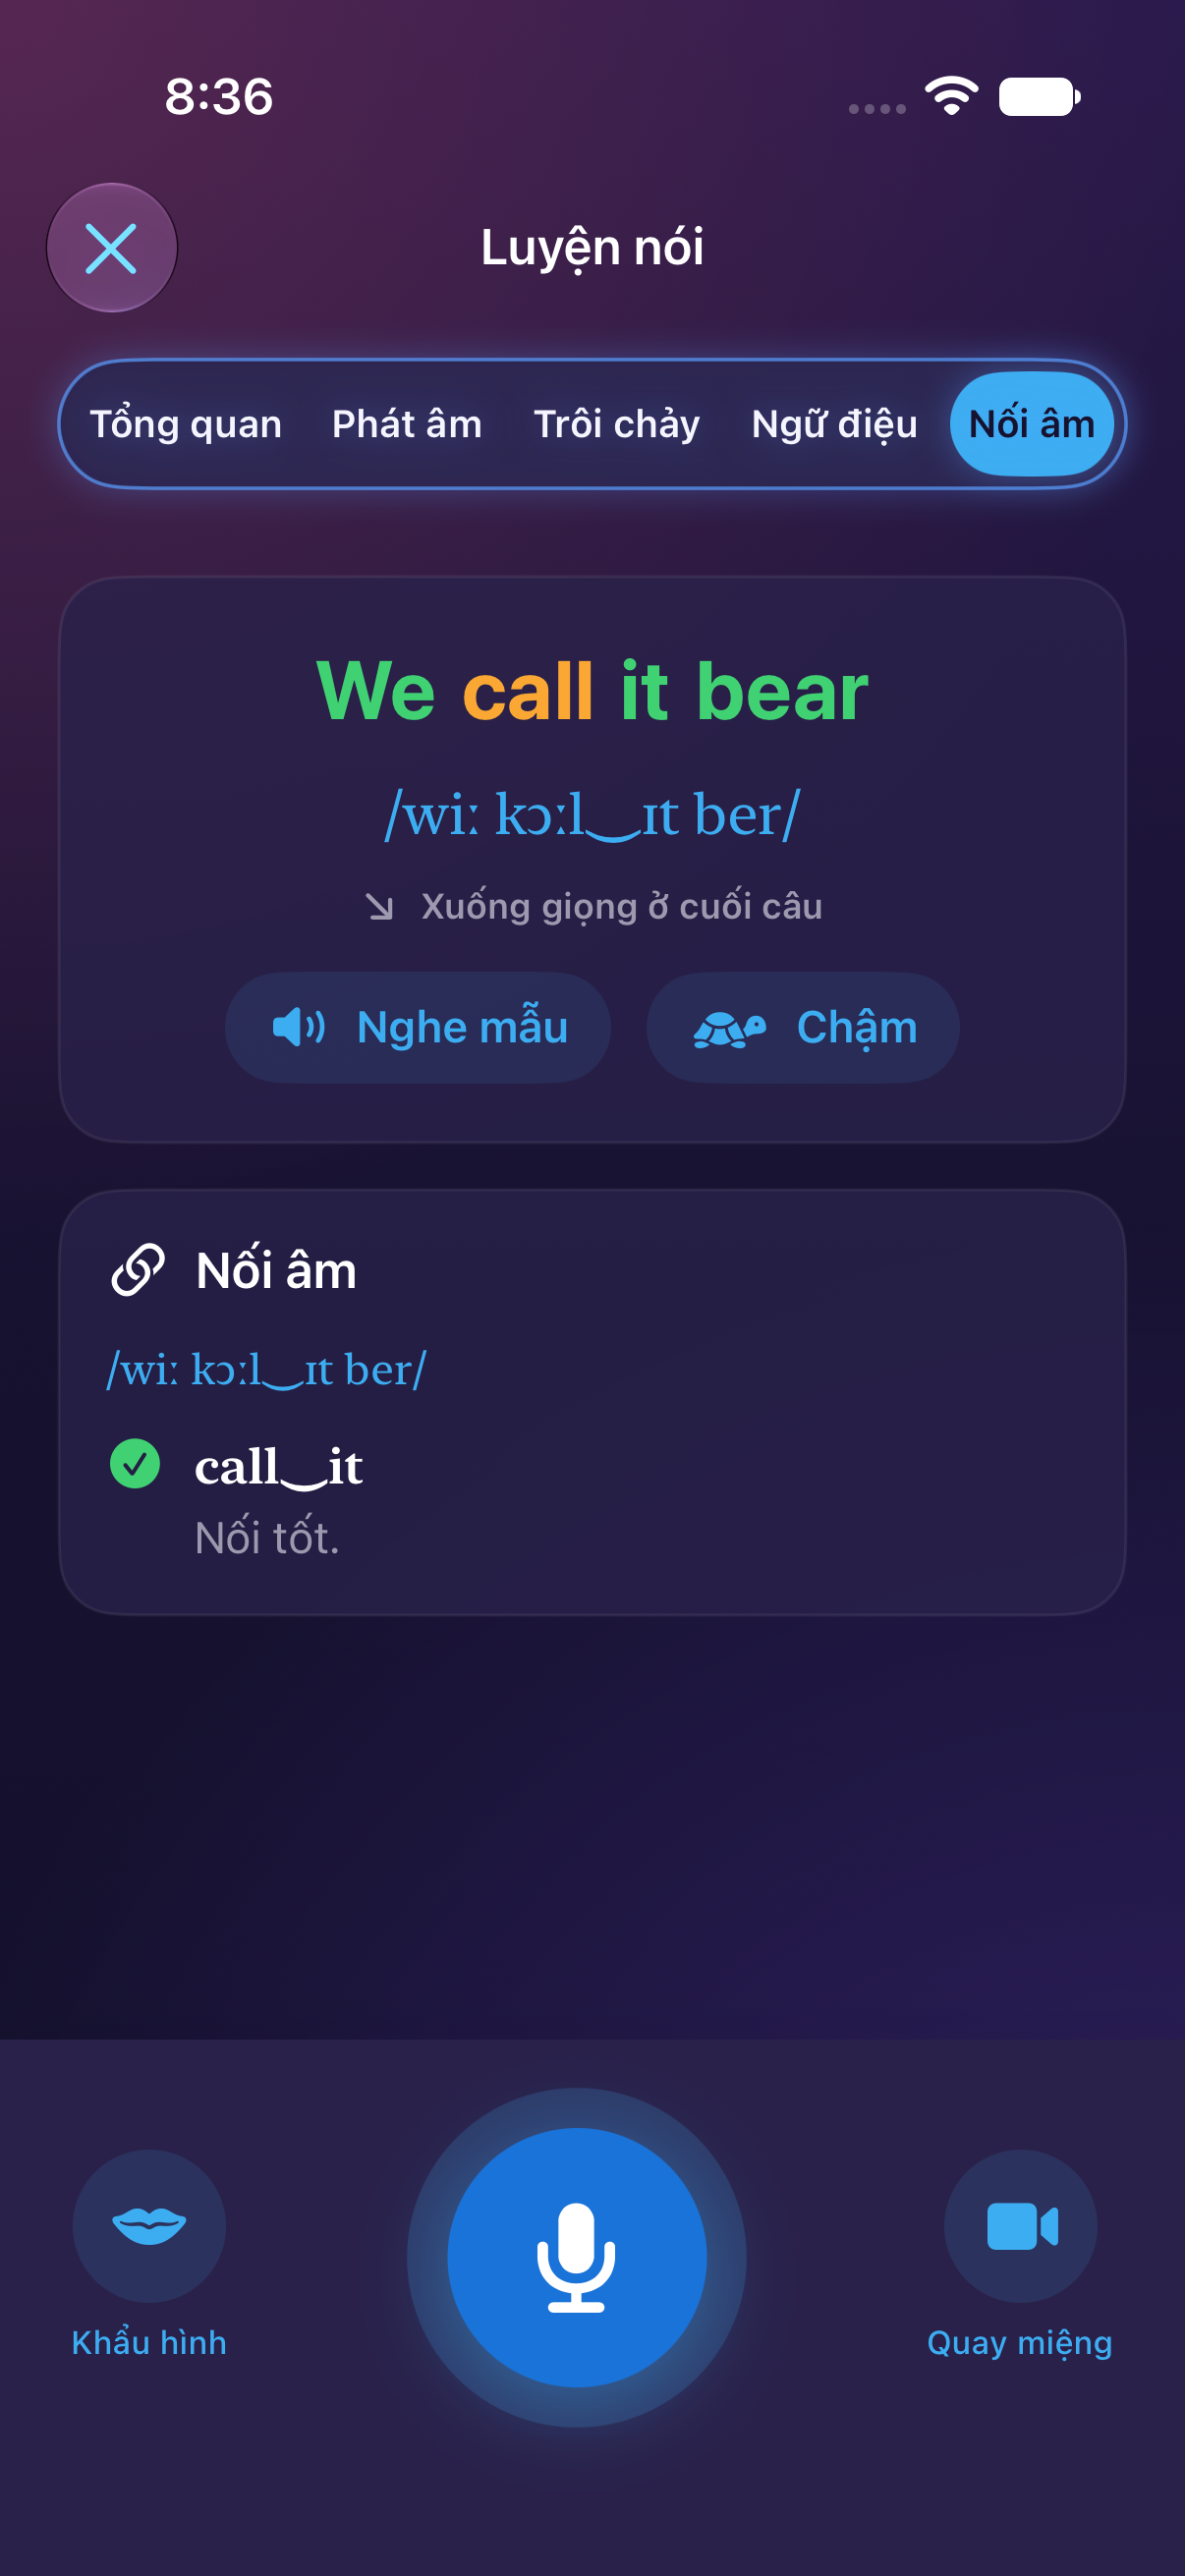 8:36
Luyện nói
Tổng quan Phát âm Trôi chảy Ngữ điệu Nối âm
We call it bear
/wiː kɔːl‿ɪt ber/
Xuống giọng ở cuối câu
Nghe mẫu Chậm
Nối âm
/wiː kɔːl‿ɪt ber/
call‿it
Nối tốt.
Khẩu hình Quay miệng